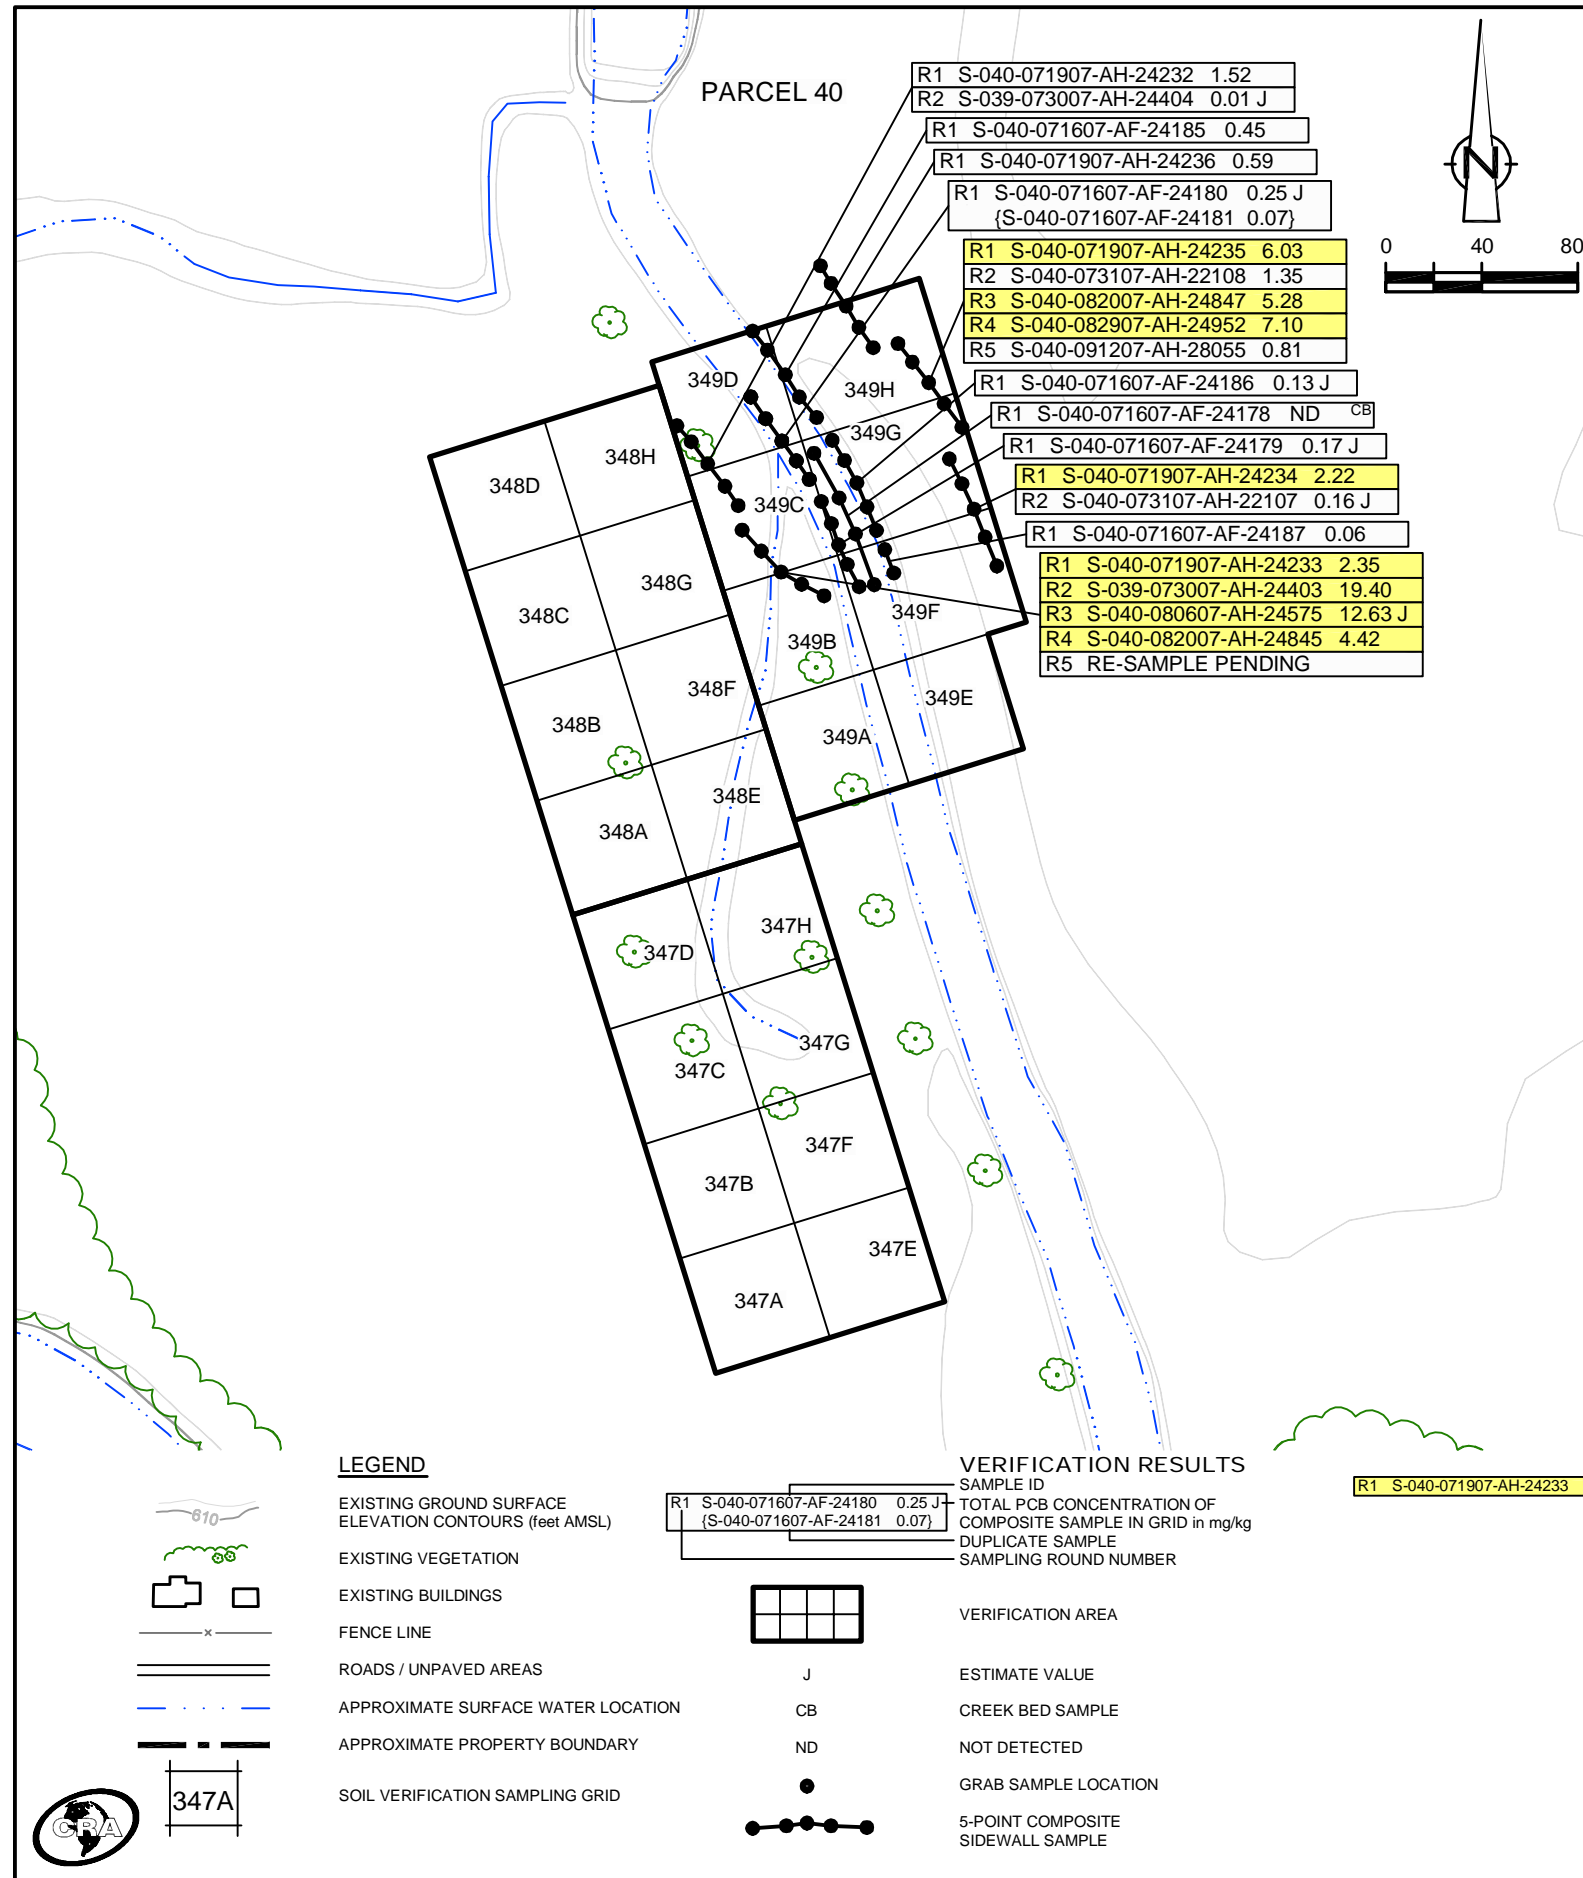 PARCEL 40
R1 S-040-071907-AH-24232 1.52
R2 S-039-073007-AH-24404 0.01 J
R1 S-040-071607-AF-24185 0.45
R1 S-040-071907-AH-24236 0.59
R1 S-040-071607-AF-24180 0.25 J
{S-040-071607-AF-24181 0.07}
N
0 40 80
R1 S-040-071907-AH-24235 6.03
R2 S-040-073107-AH-22108 1.35
R3 S-040-082007-AH-24847 5.28
R4 S-040-082907-AH-24952 7.10
R5 S-040-091207-AH-28055 0.81
R1 S-040-071607-AF-24186 0.13 J
R1 S-040-071607-AF-24178 ND CB
R1 S-040-071607-AF-24179 0.17 J
R1 S-040-071907-AH-24234 2.22
R2 S-040-073107-AH-22107 0.16 J
R1 S-040-071607-AF-24187 0.06
R1 S-040-071907-AH-24233 2.35
R2 S-039-073007-AH-24403 19.40
R3 S-040-080607-AH-24575 12.63 J
R4 S-040-082007-AH-24845 4.42
R5 RE-SAMPLE PENDING
349D
349H
349G
349C
349F
349B
349E
349A
348D
348H
348G
348C
348F
348B
348E
348A
347H
347D
347G
347C
347F
347B
347E
347A
LEGEND
610
EXISTING GROUND SURFACE
ELEVATION CONTOURS (feet AMSL)
EXISTING VEGETATION
EXISTING BUILDINGS
x
FENCE LINE
ROADS / UNPAVED AREAS
APPROXIMATE SURFACE WATER LOCATION
APPROXIMATE PROPERTY BOUNDARY
347A
SOIL VERIFICATION SAMPLING GRID
CRA
VERIFICATION RESULTS
R1 S-040-071607-AF-24180 0.25 J
{S-040-071607-AF-24181 0.07}
SAMPLE ID
TOTAL PCB CONCENTRATION OF
COMPOSITE SAMPLE IN GRID in mg/kg
DUPLICATE SAMPLE
SAMPLING ROUND NUMBER
R1 S-040-071907-AH-24233
VERIFICATION AREA
J
ESTIMATE VALUE
CB
CREEK BED SAMPLE
ND
NOT DETECTED
GRAB SAMPLE LOCATION
5-POINT COMPOSITE
SIDEWALL SAMPLE